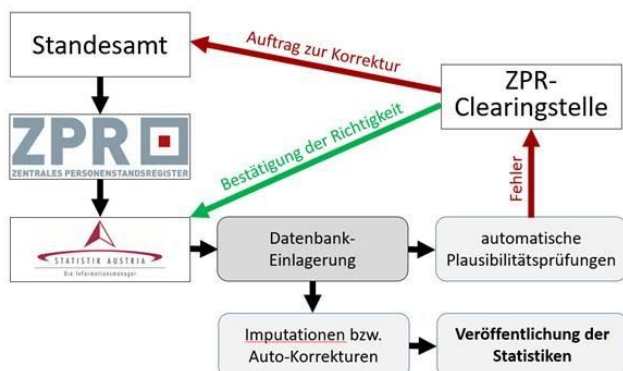 Standesamt
Auftrag zur Korrektur
ZPR-
Clearingstelle
ZPR
ZENTRALES PERSONENSTANDSREGISTER
Bestätigung der Richtigkeit
Fehler
STATISTIK AUSTRIA
Die Informationsmanager
Datenbank-
Einlagerung
automatische
Plausibilitätsprüfungen
Imputationen bzw.
Auto-Korrekturen
Veröffentlichung der
Statistiken